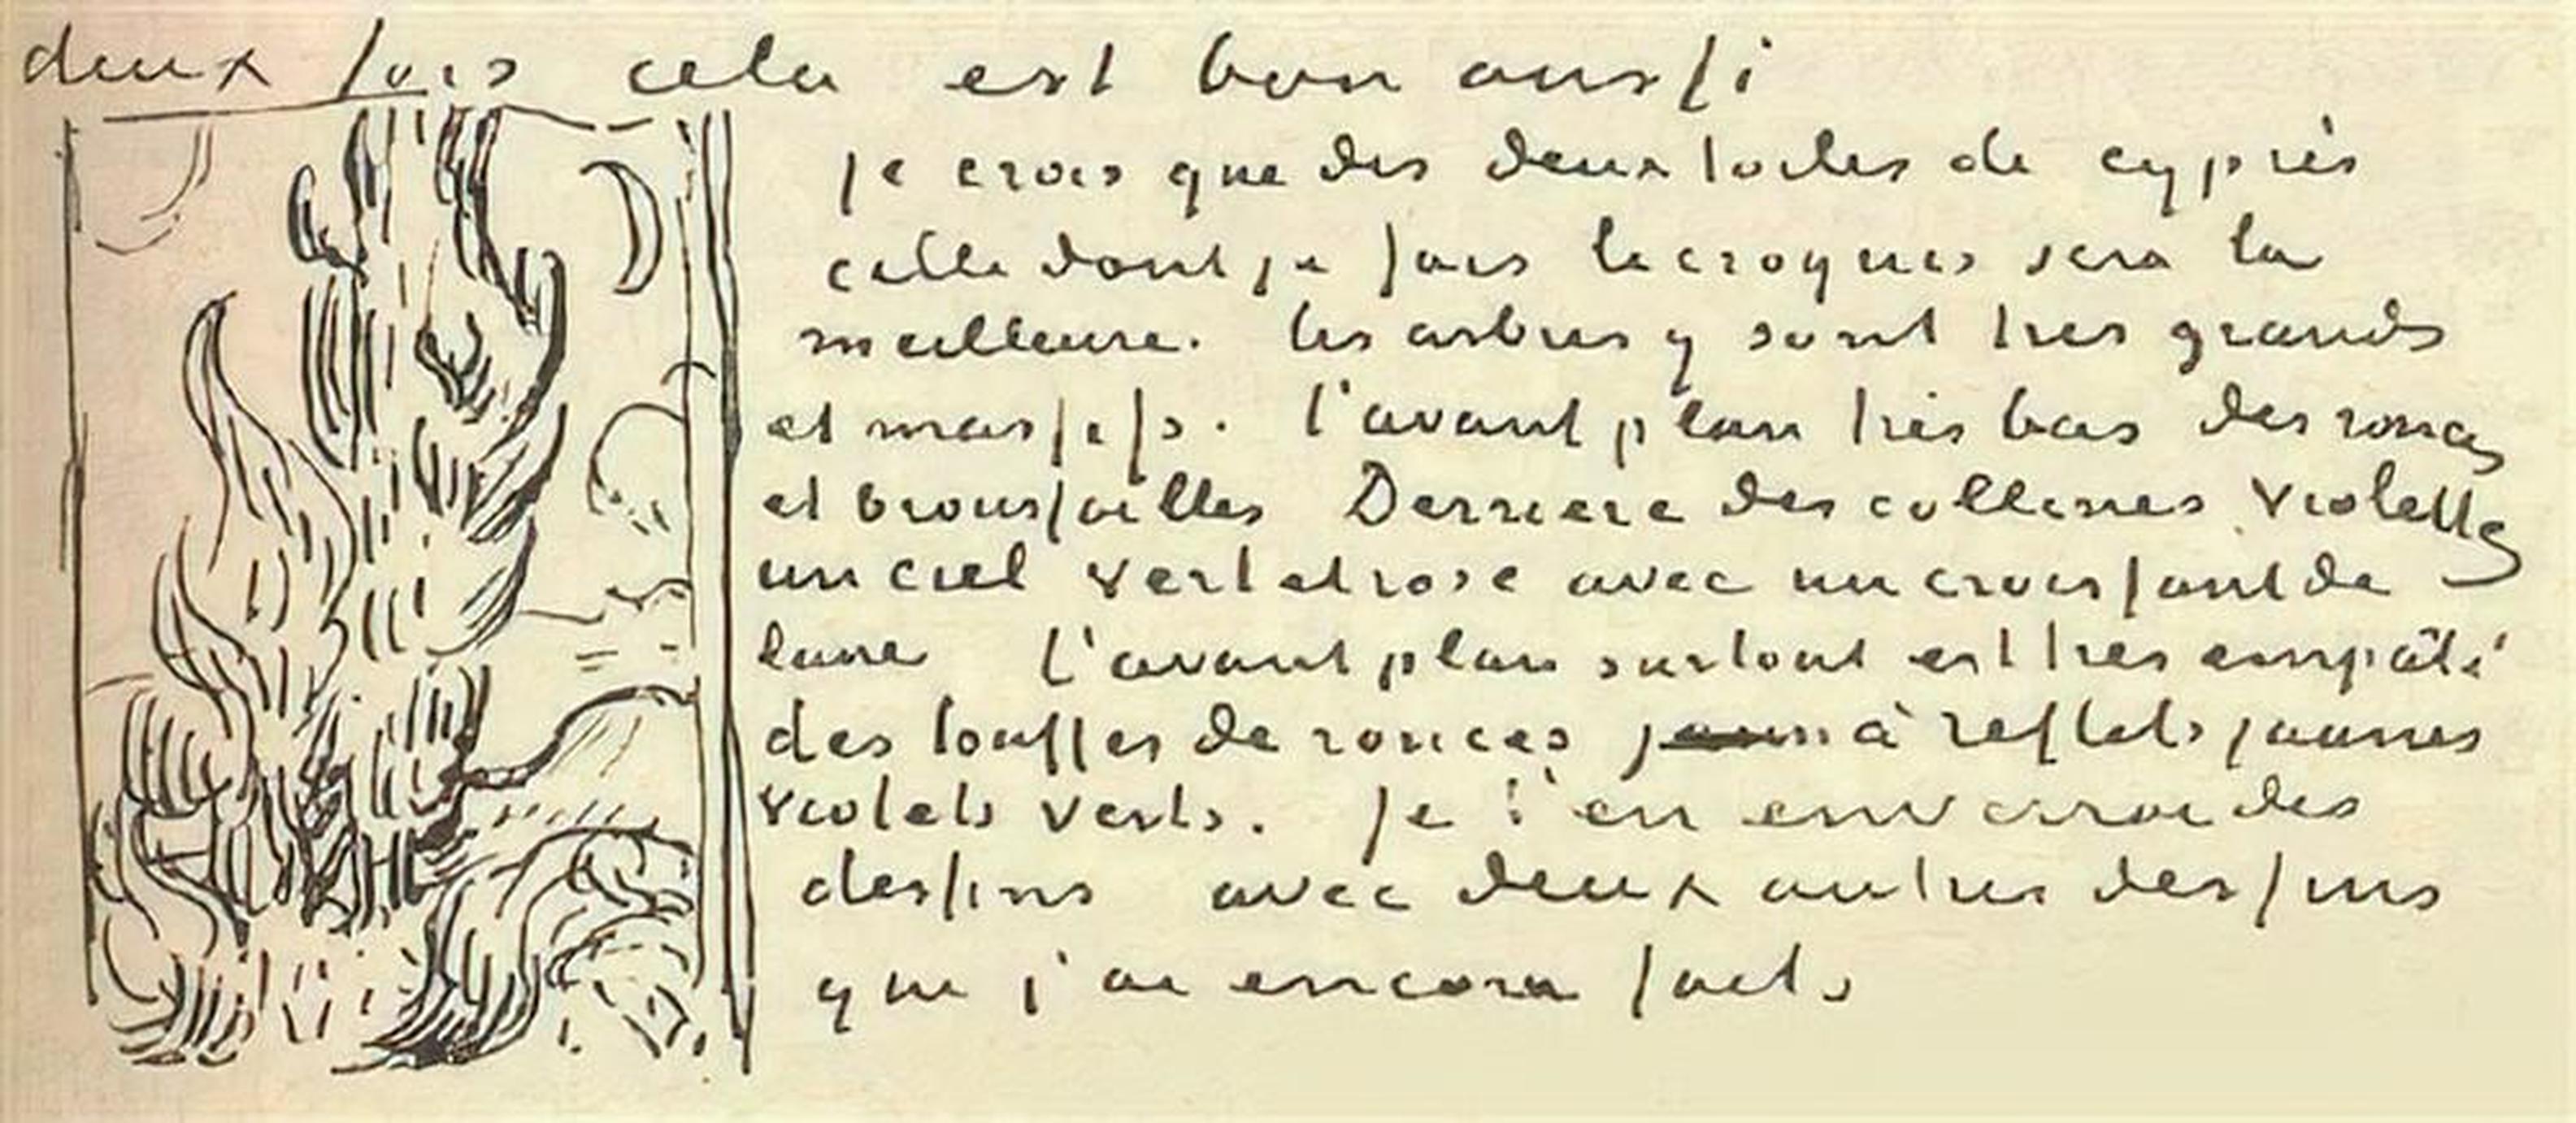 deux fois cela est bon aussi
je crois que des deux toiles de cyprès
celle dont je fais le croquis sera la
meilleure. les arbres y sont tres grands
et massifs. l'avant plan très bas des ronces
et broussailles Derriere des collines violettes
un ciel vert et rose avec un croissant de
lune L'avant plan surtout est tres empâté
des touffes de ronces à reflets jaunes
violets verts. Je t'en enverrai des
dessins avec deux autres dessins
que j'ai encore faits